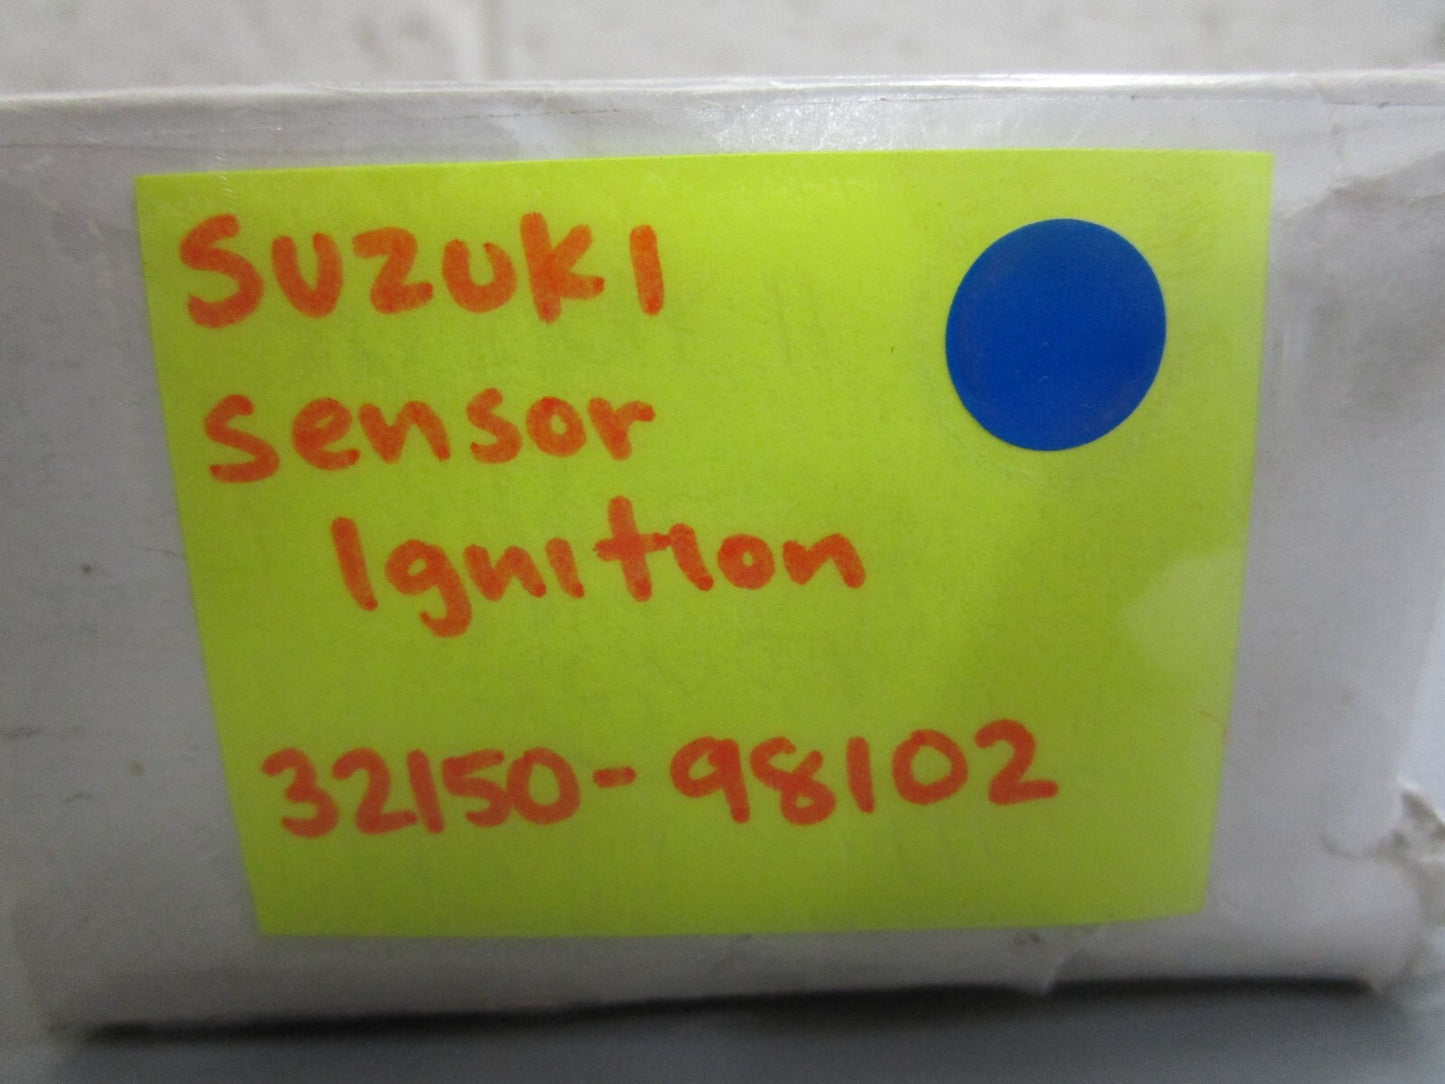 SUZUKI
sensor
Ignition
32150-98102